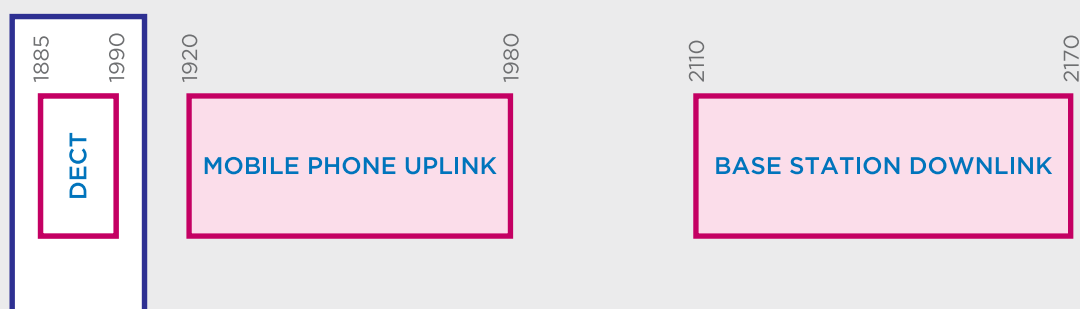 1885
1990
1920
1980
2110
2170
DECT
MOBILE PHONE UPLINK
BASE STATION DOWNLINK